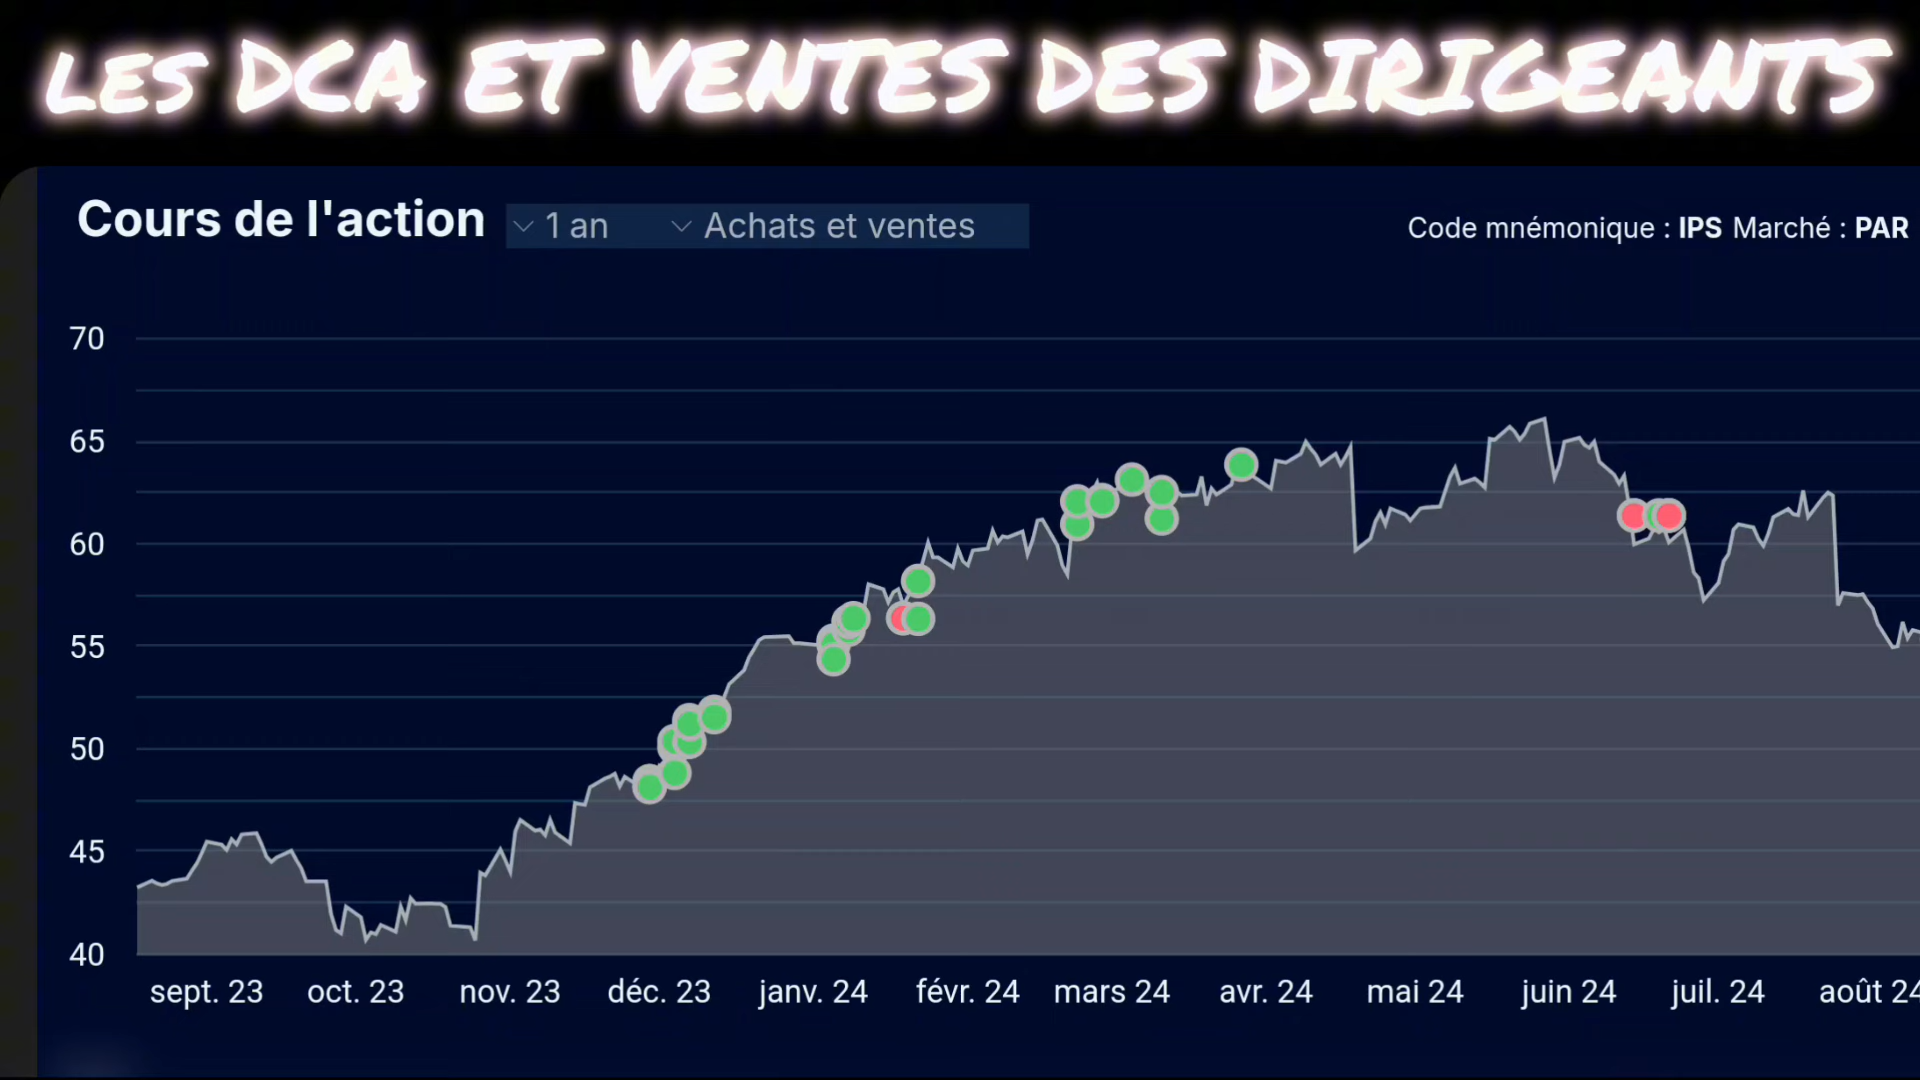 LES DCA ET VENTES DES DIRIGEANTS
Cours de l'action 1 an Achats et ventes Code mnémonique : IPS Marché : PAR
70
65
60
55
50
45
40
sept. 23 oct. 23 nov. 23 déc. 23 janv. 24 févr. 24 mars 24 avr. 24 mai 24 juin 24 juil. 24 août 24